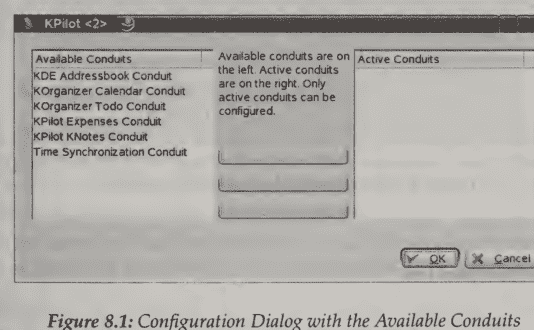 KPilot <2>
Available Conduits
KDE Addressbook Conduit
KOrganizer Calendar Conduit
KOrganizer Todo Conduit
KPilot Expenses Conduit
KPilot KNotes Conduit
Time Synchronization Conduit
Available conduits are on
the left. Active conduits
are on the right. Only
active conduits can be
configured.
Active Conduits
OK
Cancel
Figure 8.1: Configuration Dialog with the Available Conduits